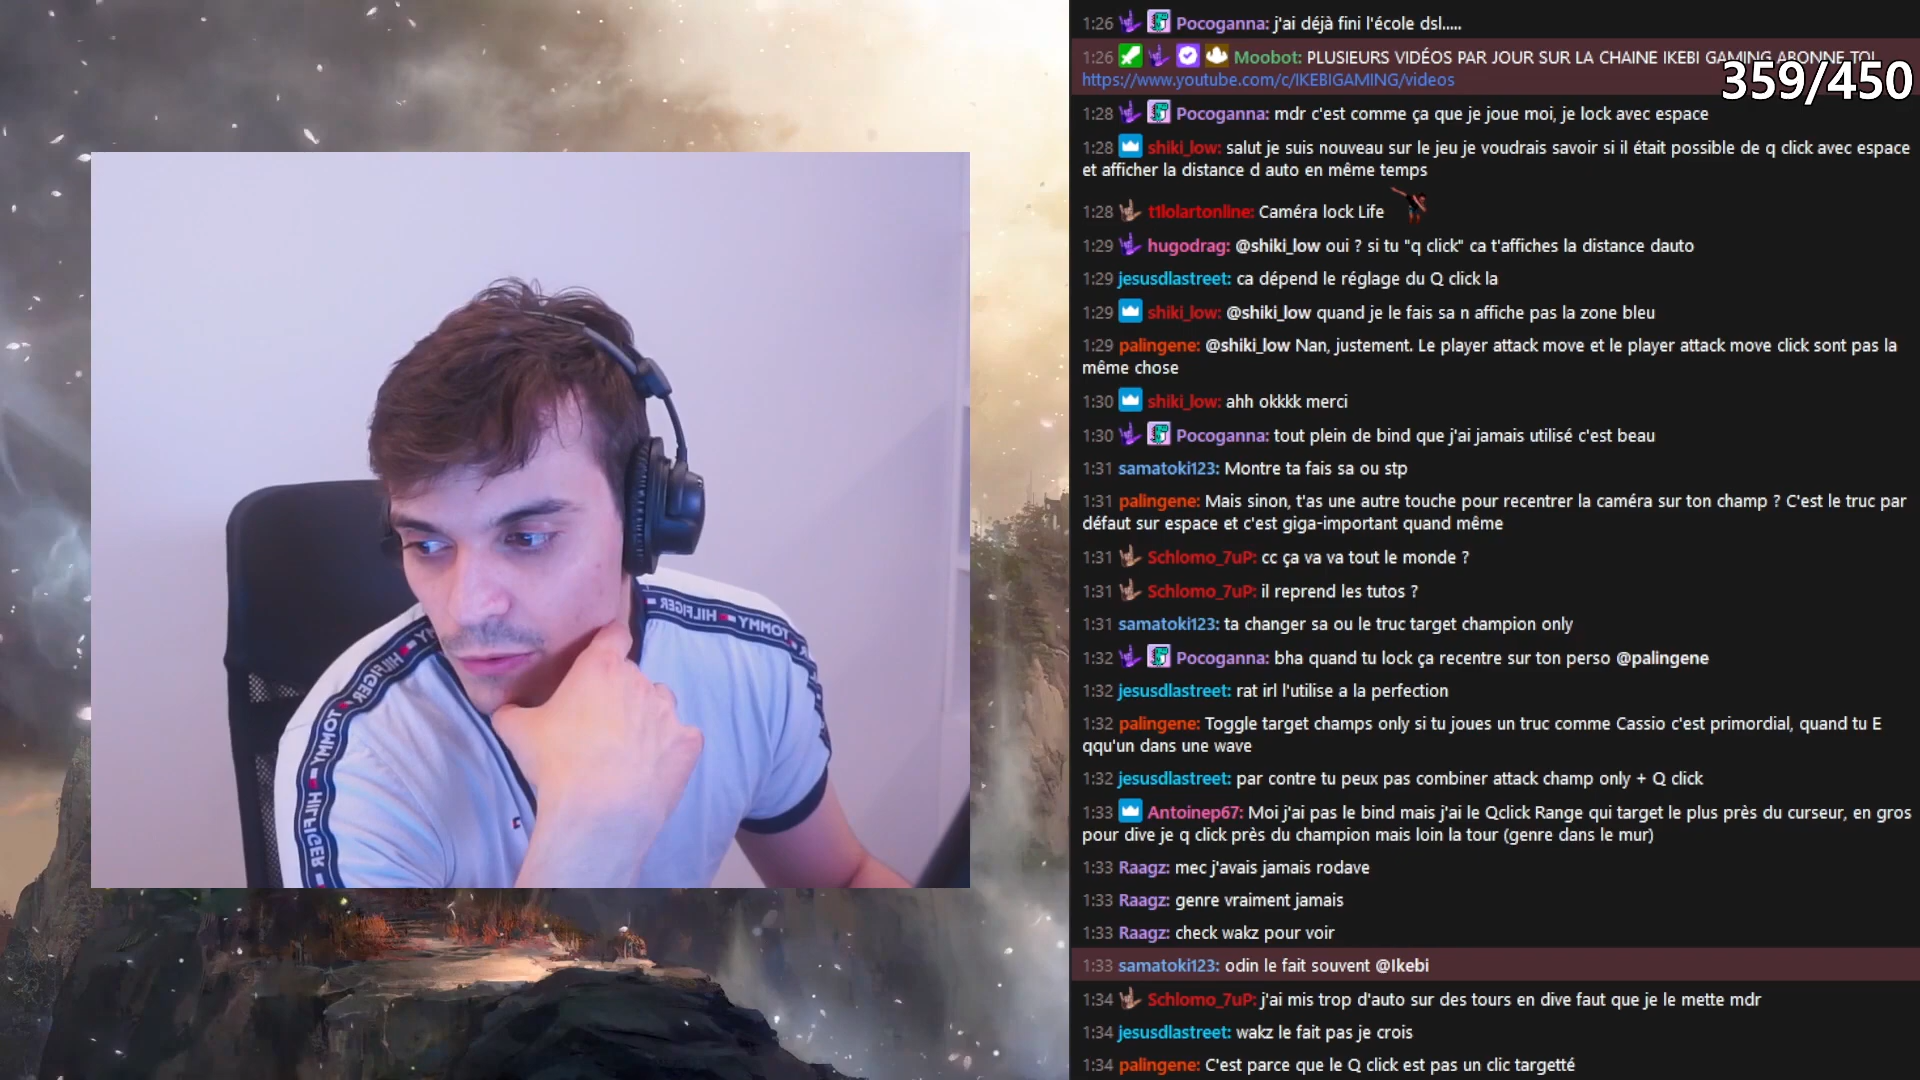 1:26 Pocoganna: j'ai déjà fini l'école dsl.....
1:26 Moobot: PLUSIEURS VIDÉOS PAR JOUR SUR LA CHAINE IKEBI GAMING ABONNE TOI
https://www.youtube.com/c/IKEBIGAMING/videos
359/450
1:28 Pocoganna: mdr c'est comme ça que je joue moi, je lock avec espace
1:28 shiki_low: salut je suis nouveau sur le jeu je voudrais savoir si il était possible de q click avec espace
et afficher la distance d auto en même temps
1:28 t1lolartonline: Caméra lock Life
1:29 hugodrag: @shiki_low oui ? si tu "q click" ca t'affiches la distance dauto
1:29 jesusdlastreet: ca dépend le réglage du Q click la
1:29 shiki_low: @shiki_low quand je le fais sa n affiche pas la zone bleu
1:29 palingene: @shiki_low Nan, justement. Le player attack move et le player attack move click sont pas la
même chose
1:30 shiki_low: ahh okkkk merci
1:30 Pocoganna: tout plein de bind que j'ai jamais utilisé c'est beau
1:31 samatoki123: Montre ta fais sa ou stp
1:31 palingene: Mais sinon, t'as une autre touche pour recentrer la caméra sur ton champ ? C'est le truc par
défaut sur espace et c'est giga-important quand même
1:31 Schlomo_7uP: cc ça va va tout le monde ?
1:31 Schlomo_7uP: il reprend les tutos ?
1:31 samatoki123: ta changer sa ou le truc target champion only
1:32 Pocoganna: bha quand tu lock ça recentre sur ton perso @palingene
1:32 jesusdlastreet: rat irl l'utilise a la perfection
1:32 palingene: Toggle target champs only si tu joues un truc comme Cassio c'est primordial, quand tu E
qqu'un dans une wave
1:32 jesusdlastreet: par contre tu peux pas combiner attack champ only + Q click
1:33 Antoinep67: Moi j'ai pas le bind mais j'ai le Qclick Range qui target le plus près du curseur, en gros
pour dive je q click près du champion mais loin la tour (genre dans le mur)
1:33 Raagz: mec j'avais jamais rodave
1:33 Raagz: genre vraiment jamais
1:33 Raagz: check wakz pour voir
1:33 samatoki123: odin le fait souvent @Ikebi
1:34 Schlomo_7uP: j'ai mis trop d'auto sur des tours en dive faut que je le mette mdr
1:34 jesusdlastreet: wakz le fait pas je crois
1:34 palingene: C'est parce que le Q click est pas un clic targetté
TOMMY HILFIGER
TOMMY HILFIGER